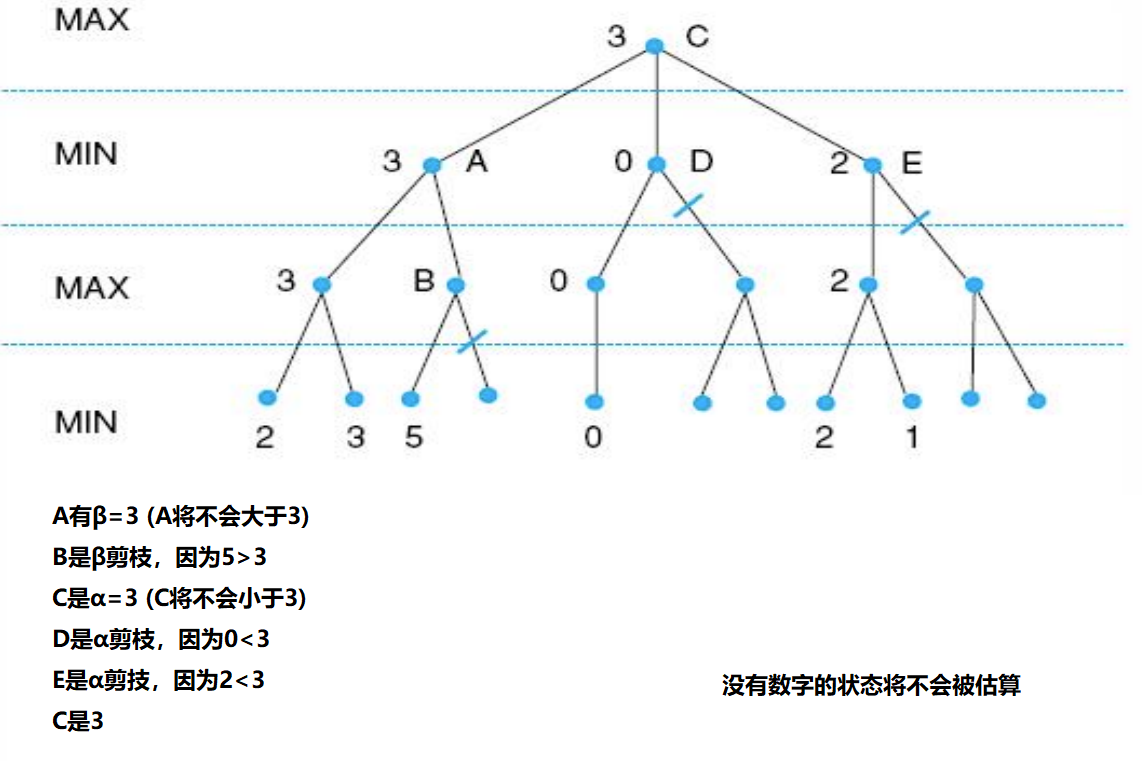 MAX
3 C
MIN
3 A 0 D 2 E
MAX
3 B 0 2
MIN
2 3 5 0 2 1
A有β=3 (A将不会大于3)
B是β剪枝，因为5>3
C是α=3 (C将不会小于3)
D是α剪枝，因为0<3
E是α剪技，因为2<3
没有数字的状态将不会被估算
C是3